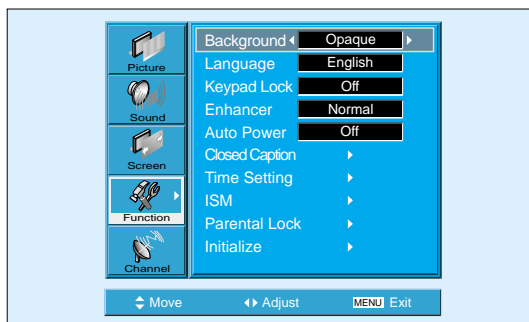 Picture
Sound
Screen
Function
Channel
Background Opaque
Language English
Keypad Lock Off
Enhancer Normal
Auto Power Off
Closed Caption
Time Setting
ISM
Parental Lock
Initialize
Move Adjust MENU Exit